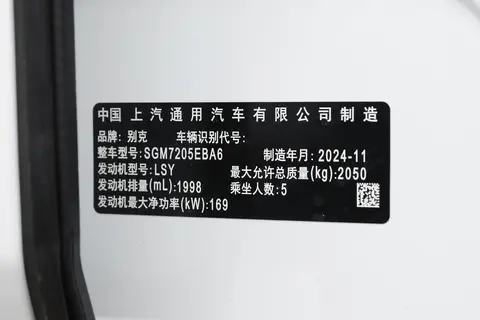 中国 上汽通用汽车有限公司制造
品牌: 别克 车辆识别代号:
整车型号: SGM7205EBA6 制造年月: 2024-11
发动机型号: LSY 最大允许总质量(kg): 2050
发动机排量(mL): 1998 乘坐人数: 5
发动机最大净功率(kW): 169